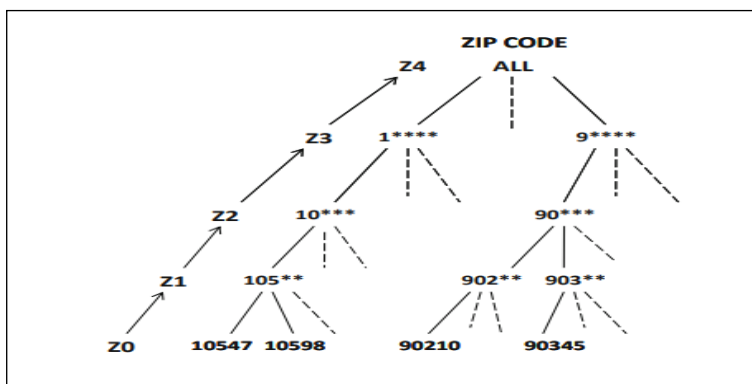 ZIP CODE
Z4 ALL
Z3 1**** 9****
Z2 10*** 90***
Z1 105** 902** 903**
Z0 10547 10598 90210 90345